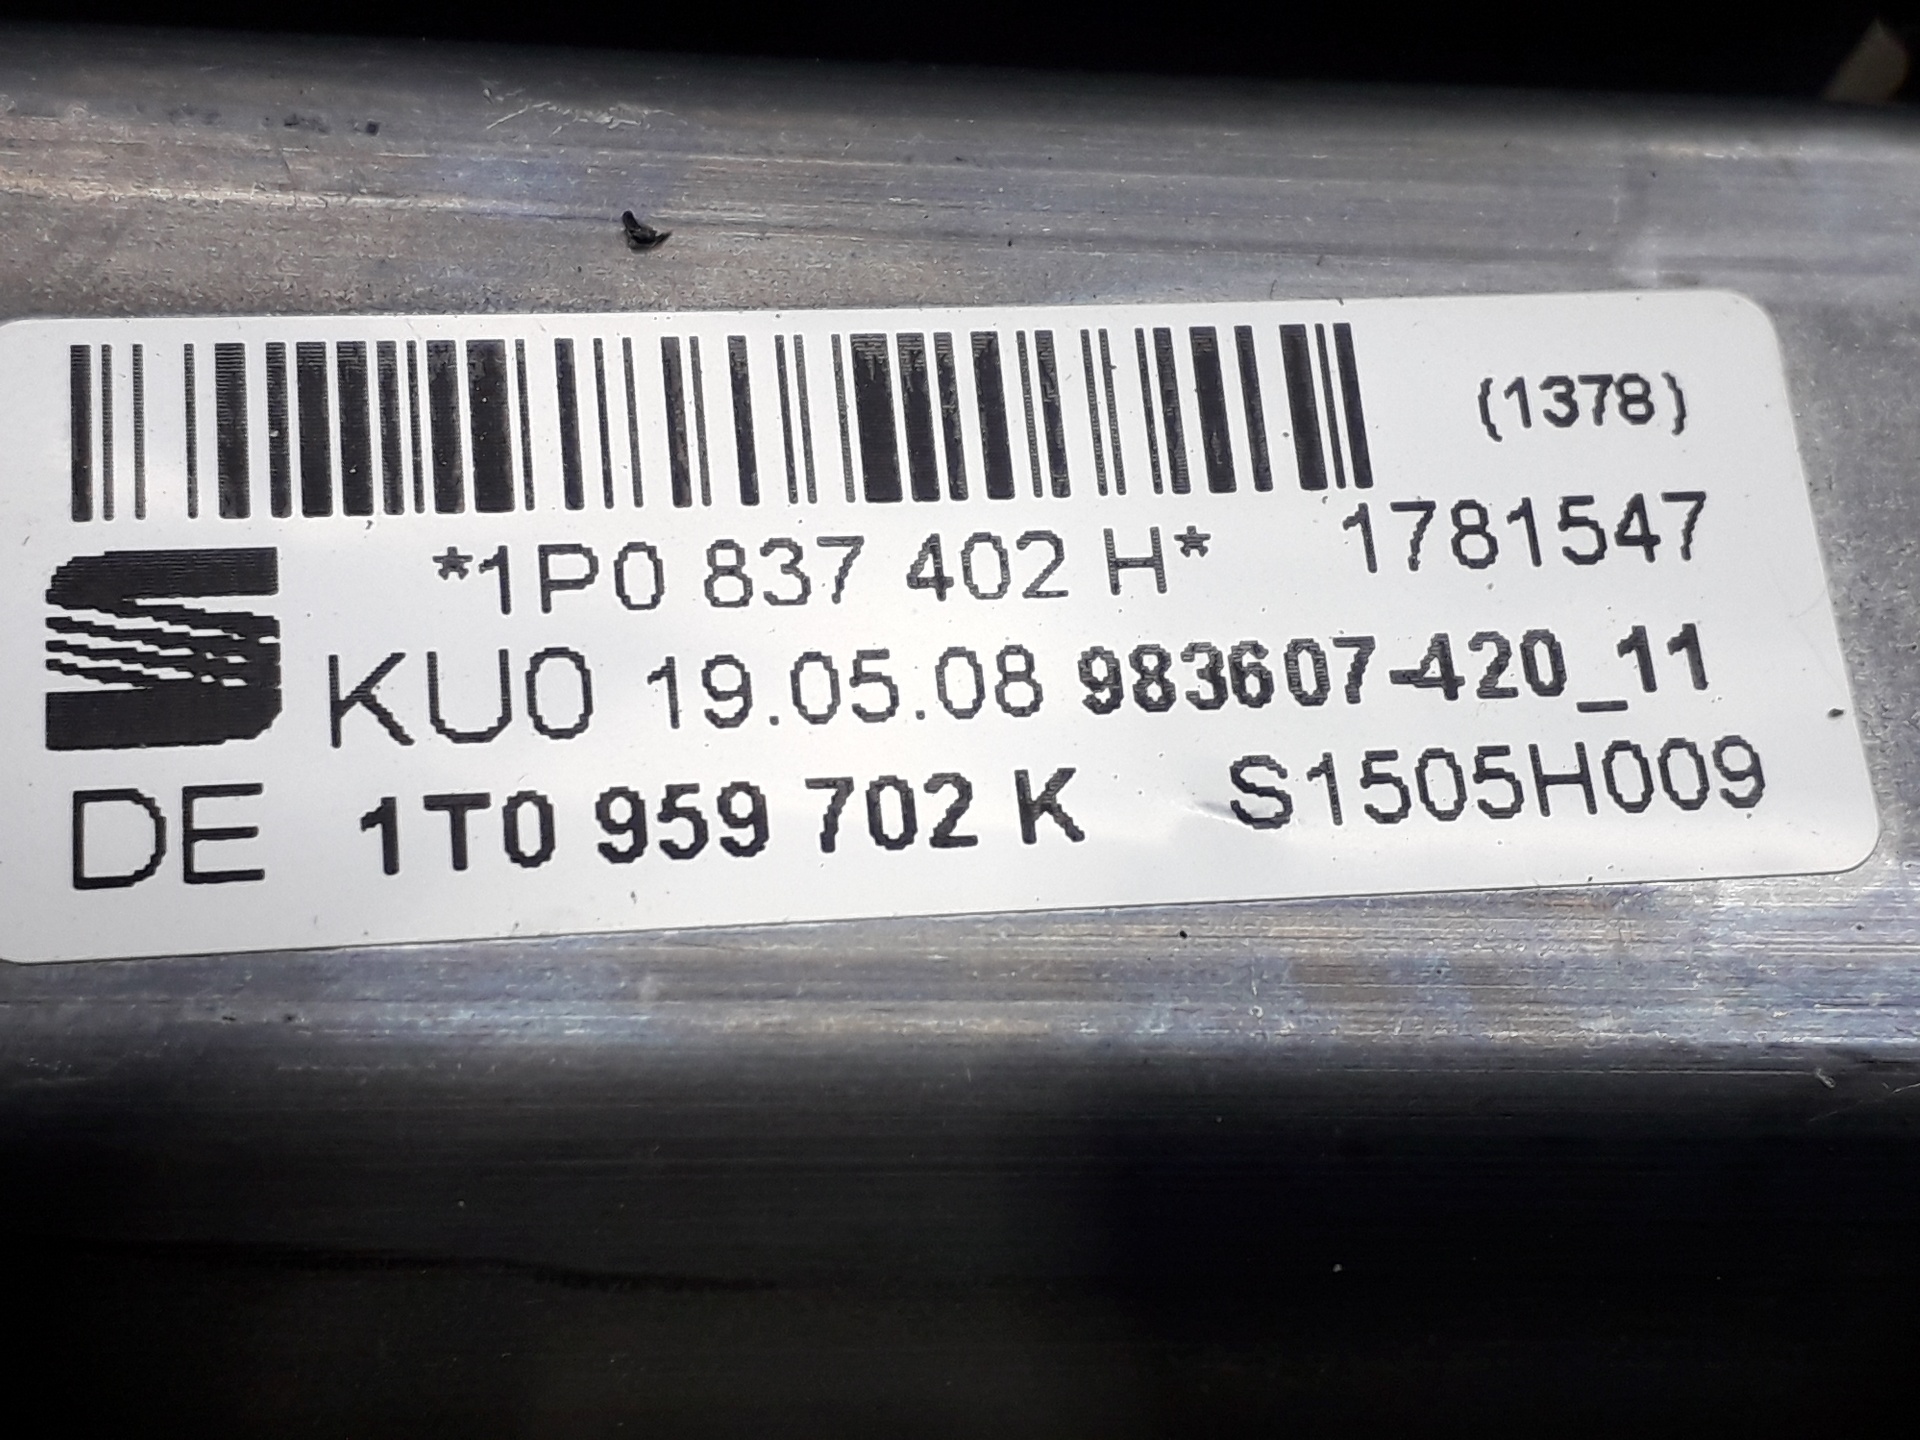 (1378)
*1P0 837 402 H* 1781547
KU0 19.05.08 983607-420_11
DE 1T0 959 702 K S1505H009